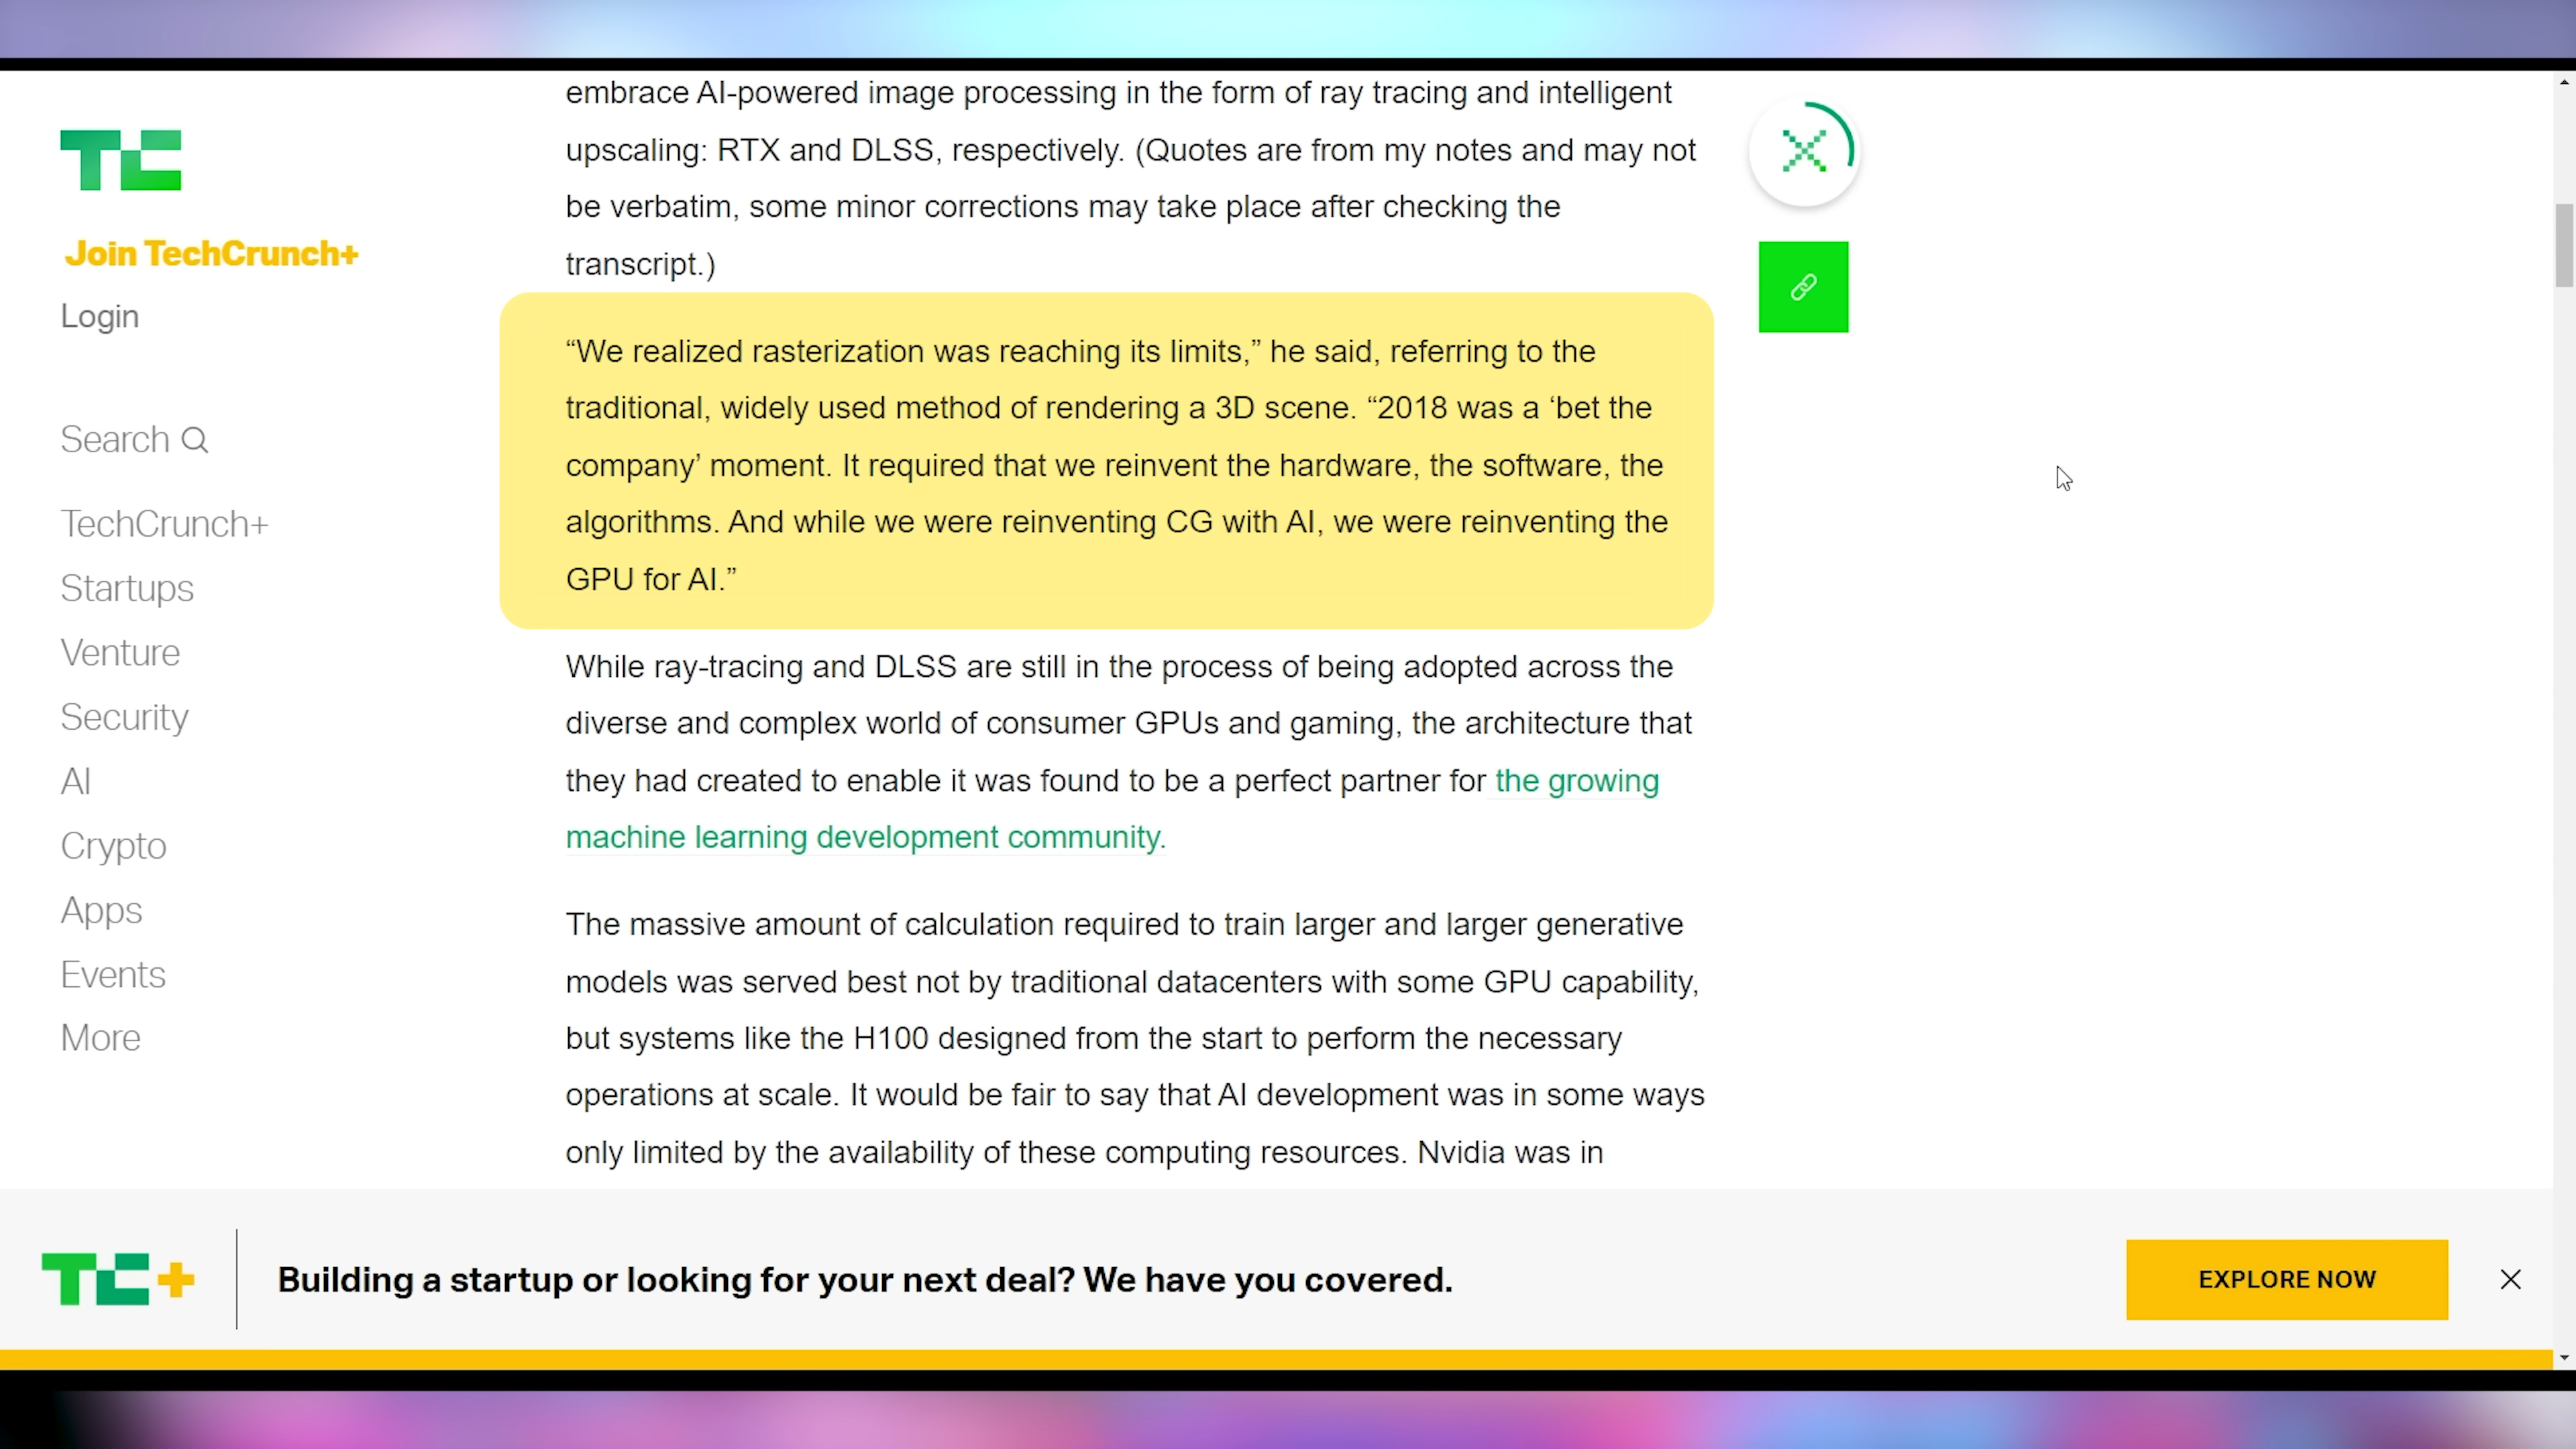 TC
Join TechCrunch+
Login
Search
TechCrunch+
Startups
Venture
Security
AI
Crypto
Apps
Events
More
embrace AI-powered image processing in the form of ray tracing and intelligent
upscaling: RTX and DLSS, respectively. (Quotes are from my notes and may not
be verbatim, some minor corrections may take place after checking the
transcript.)
“We realized rasterization was reaching its limits,” he said, referring to the
traditional, widely used method of rendering a 3D scene. “2018 was a ‘bet the
company’ moment. It required that we reinvent the hardware, the software, the
algorithms. And while we were reinventing CG with AI, we were reinventing the
GPU for AI.”
While ray-tracing and DLSS are still in the process of being adopted across the
diverse and complex world of consumer GPUs and gaming, the architecture that
they had created to enable it was found to be a perfect partner for the growing
machine learning development community.
The massive amount of calculation required to train larger and larger generative
models was served best not by traditional datacenters with some GPU capability,
but systems like the H100 designed from the start to perform the necessary
operations at scale. It would be fair to say that AI development was in some ways
only limited by the availability of these computing resources. Nvidia was in
TC+
Building a startup or looking for your next deal? We have you covered.
EXPLORE NOW